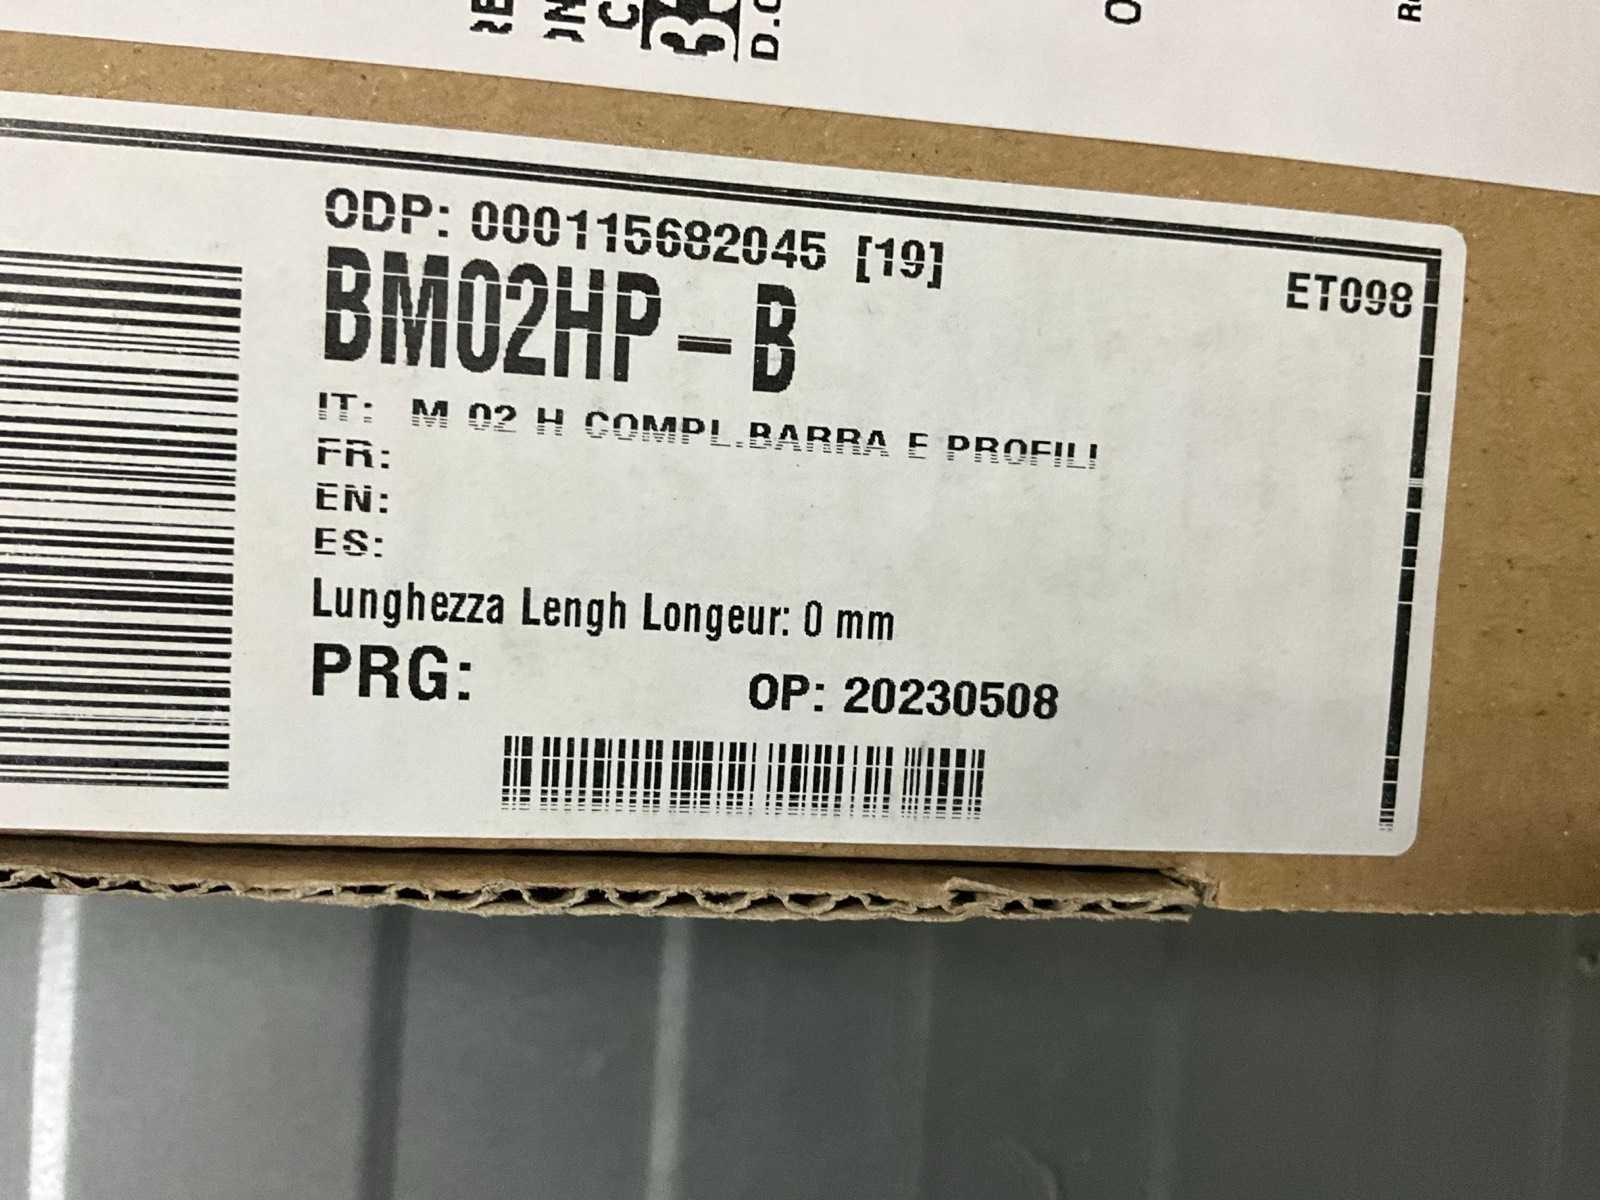 ODP: 000115682045 [19]
ET098
BM02HP - B
IT: M 02 H COMPL.BARRA E PROFILI
FR:
EN:
ES:
Lunghezza Lengh Longeur: 0 mm
PRG:
OP: 20230508